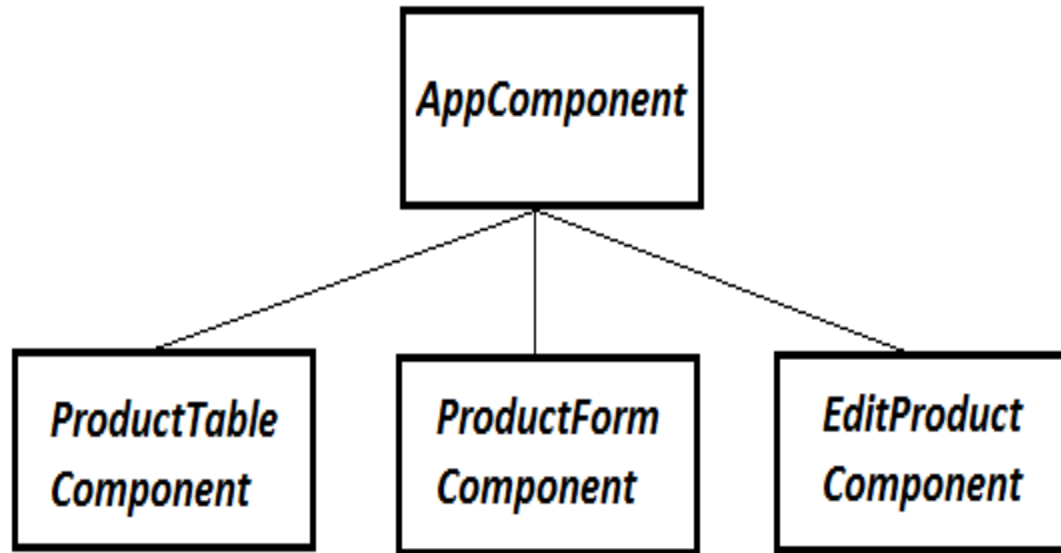 AppComponent
ProductTable
Component
ProductForm
Component
EditProduct
Component